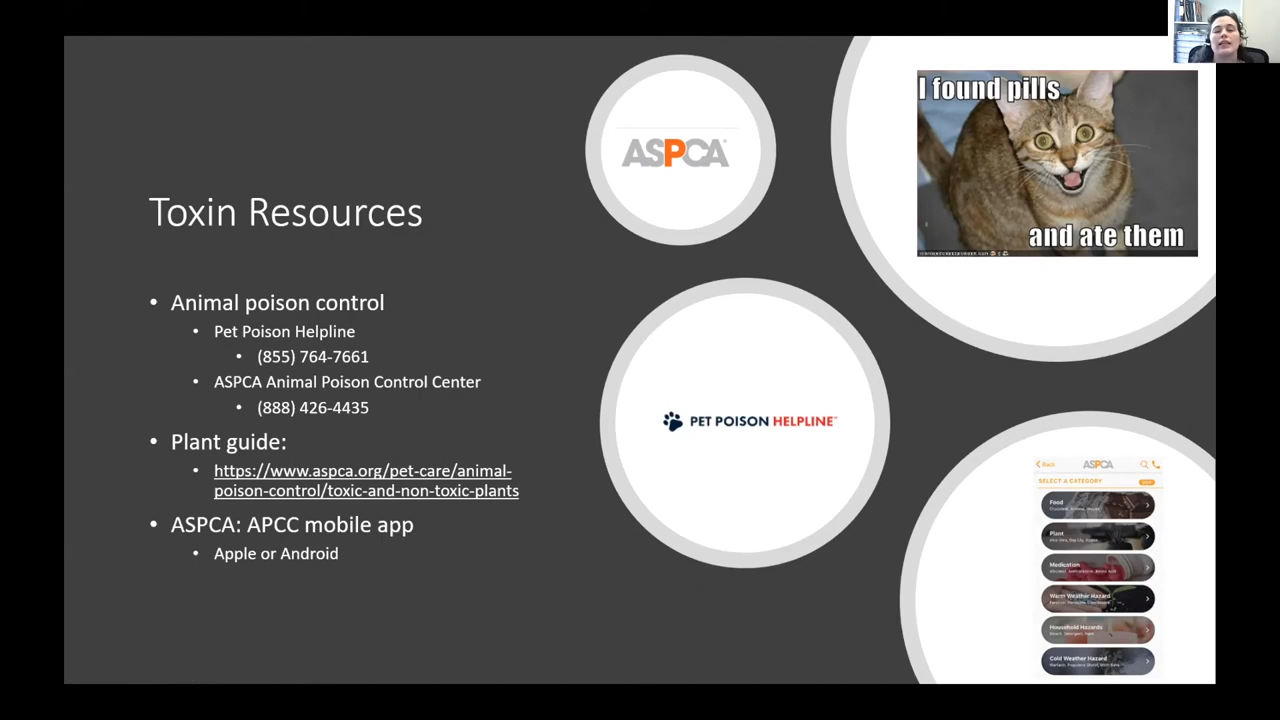 Toxin Resources
• Animal poison control
• Pet Poison Helpline
• (855) 764-7661
• ASPCA Animal Poison Control Center
• (888) 426-4435
• Plant guide:
• https://www.aspca.org/pet-care/animal-
poison-control/toxic-and-non-toxic-plants
• ASPCA: APCC mobile app
• Apple or Android
ASPCA
I found pills
and ate them
PET POISON HELPLINE
Back
ASPCA
SELECT A CATEGORY
Food
Plant
Medication
Warm Weather Hazard
Household Hazards
Cold Weather Hazard